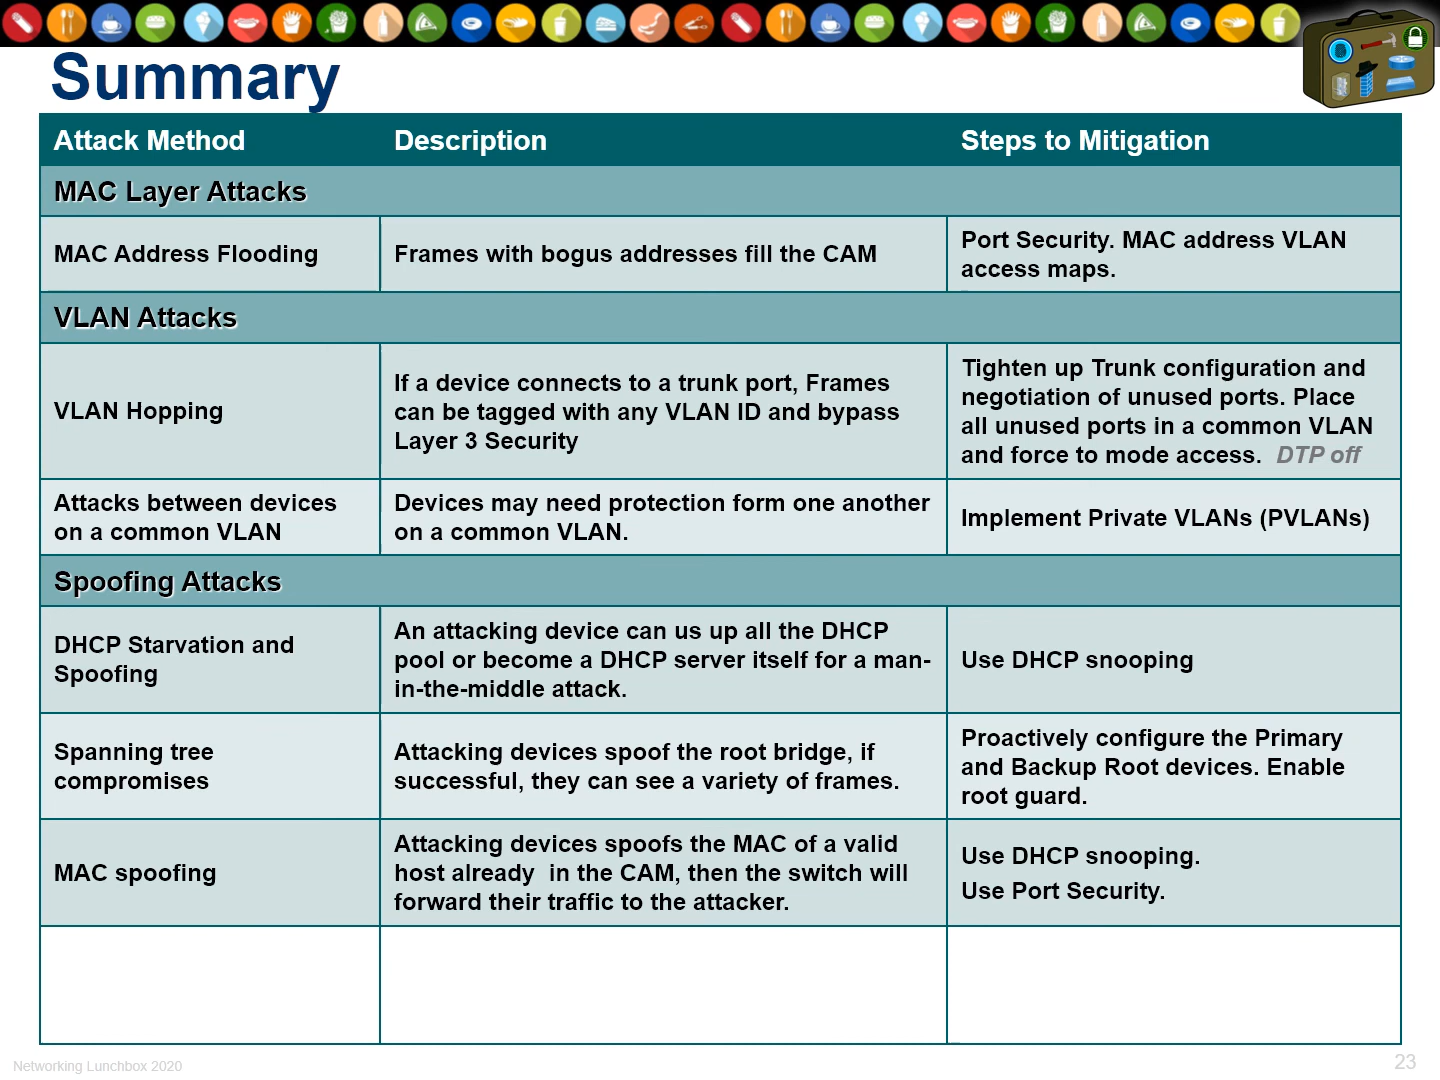 Summary
Attack Method
Description
Steps to Mitigation
MAC Layer Attacks
MAC Address Flooding
Frames with bogus addresses fill the CAM
Port Security. MAC address VLAN
access maps.
VLAN Attacks
VLAN Hopping
If a device connects to a trunk port, Frames
can be tagged with any VLAN ID and bypass
Layer 3 Security
Tighten up Trunk configuration and
negotiation of unused ports. Place
all unused ports in a common VLAN
and force to mode access. DTP off
Attacks between devices
on a common VLAN
Devices may need protection form one another
on a common VLAN.
Implement Private VLANs (PVLANs)
Spoofing Attacks
DHCP Starvation and
Spoofing
An attacking device can us up all the DHCP
pool or become a DHCP server itself for a man-
in-the-middle attack.
Use DHCP snooping
Spanning tree
compromises
Attacking devices spoof the root bridge, if
successful, they can see a variety of frames.
Proactively configure the Primary
and Backup Root devices. Enable
root guard.
MAC spoofing
Attacking devices spoofs the MAC of a valid
host already  in the CAM, then the switch will
forward their traffic to the attacker.
Use DHCP snooping.
Use Port Security.
Networking Lunchbox 2020
23